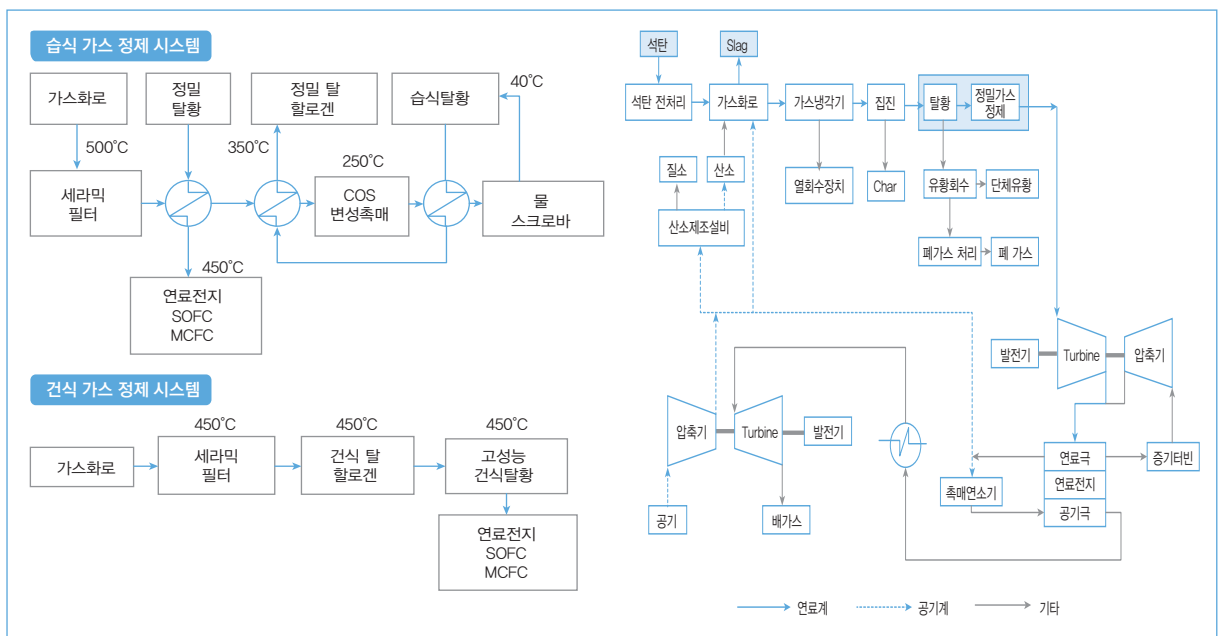 습식 가스 정제 시스템
가스화로
정밀
탈황
정밀 탈
할로겐
습식탈황
40°C
500°C
350°C
250°C
세라믹
필터
COS
변성촉매
물
스크로바
450°C
연료전지
SOFC
MCFC
건식 가스 정제 시스템
450°C
450°C
450°C
가스화로
세라믹
필터
건식 탈
할로겐
고성능
건식탈황
연료전지
SOFC
MCFC
석탄
Slag
석탄 전처리
가스화로
가스냉각기
집진
탈황
정밀가스
정제
질소
산소
열회수장치
Char
유황회수
단체유황
산소제조설비
폐가스 처리
폐 가스
발전기
Turbine
압축기
압축기
Turbine
발전기
연료극
증기터빈
연료전지
촉매연소기
공기극
공기
배가스
연료계
공기계
기타